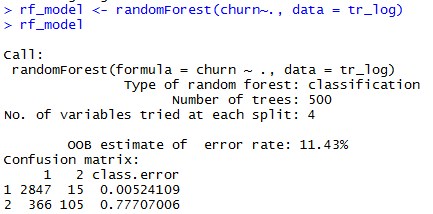 > rf_model <- randomForest(churn~., data = tr_log)
> rf_model
Call:
randomForest(formula = churn ~ ., data = tr_log)
Type of random forest: classification
Number of trees: 500
No. of variables tried at each split: 4
OOB estimate of  error rate: 11.43%
Confusion matrix:
1   2 class.error
1 2847  15  0.00524109
2  366 105  0.77707006